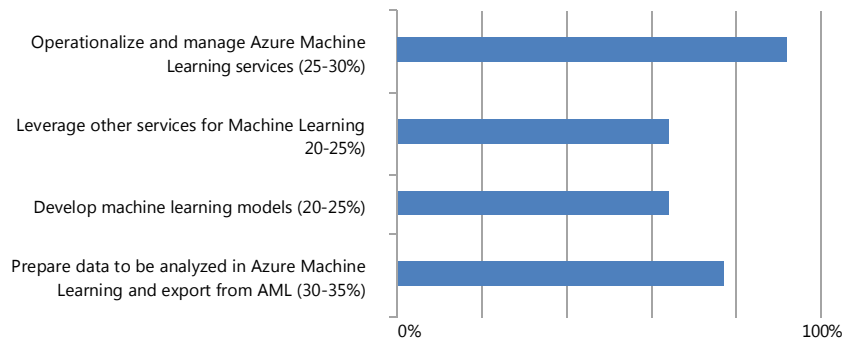 Operationalize and manage Azure Machine
Learning services (25-30%)
Leverage other services for Machine Learning
20-25%)
Develop machine learning models (20-25%)
Prepare data to be analyzed in Azure Machine
Learning and export from AML (30-35%)
0%
100%